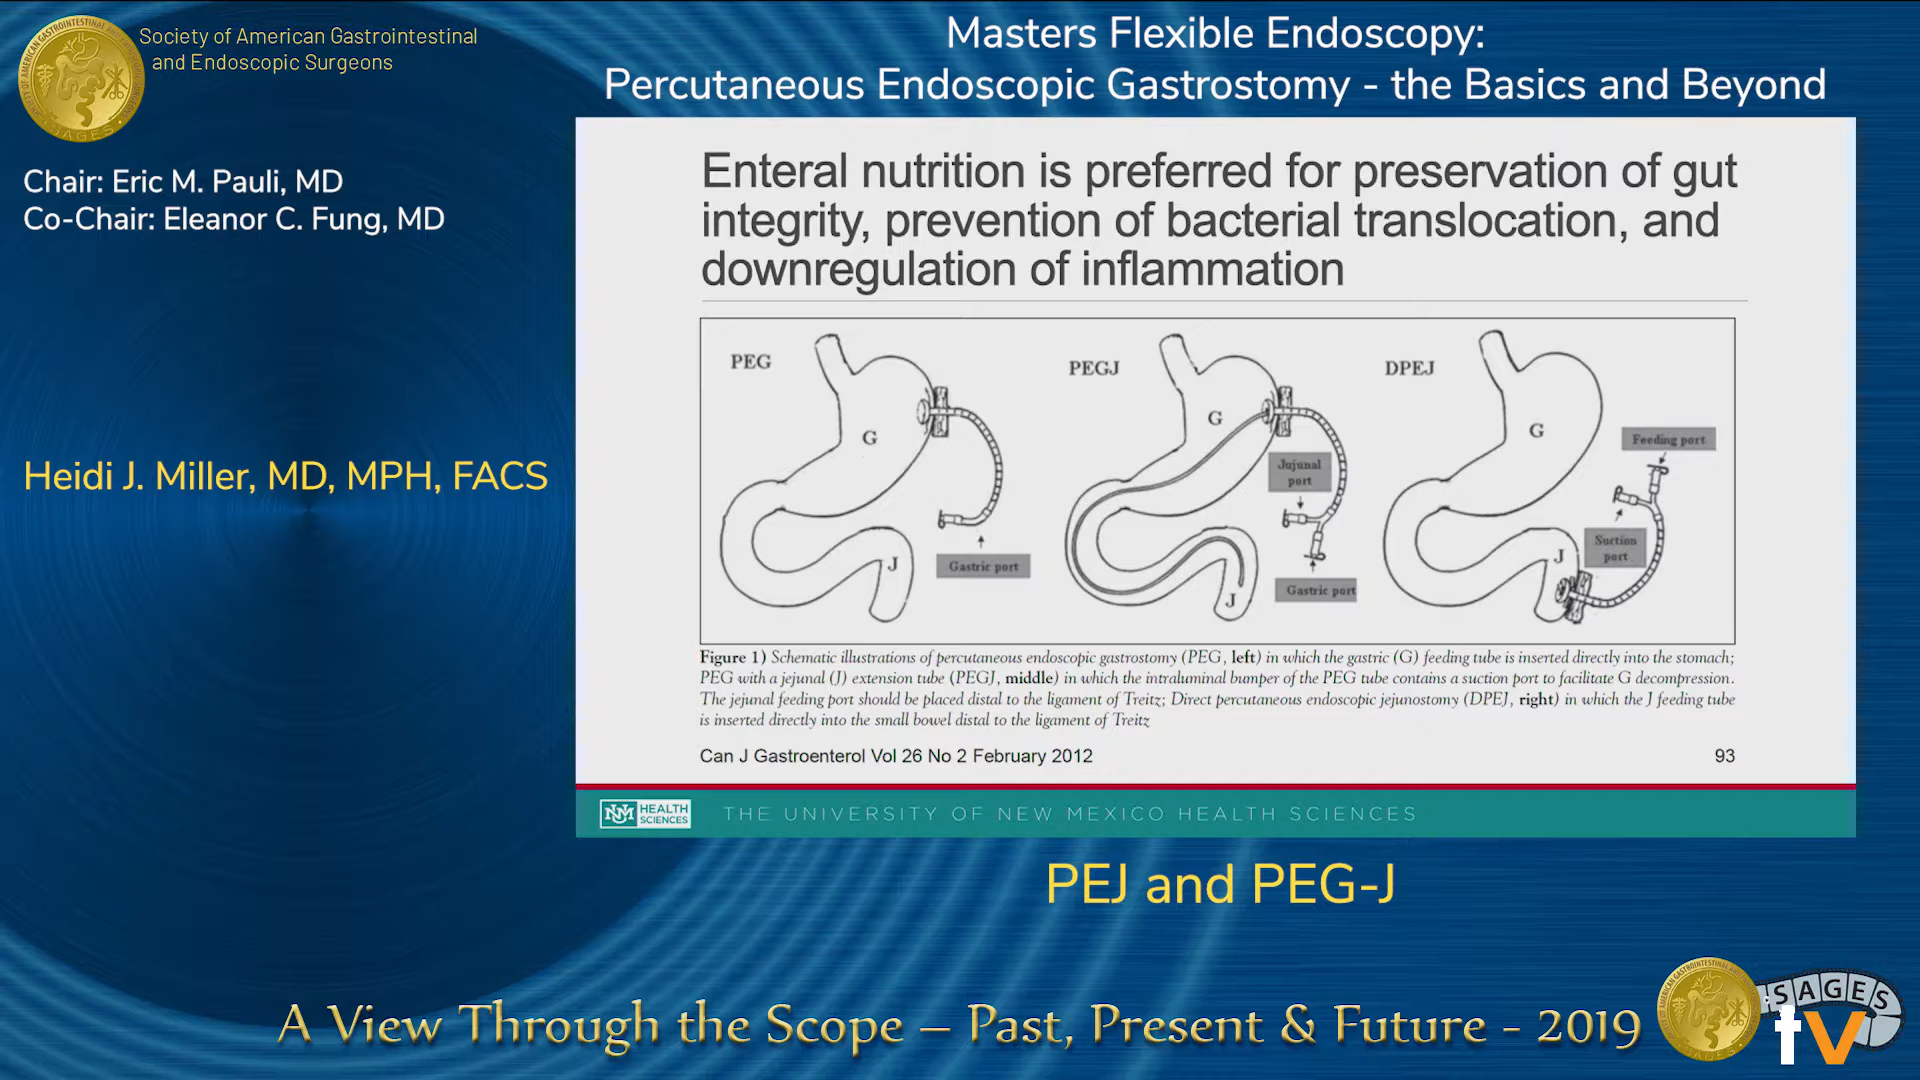 Society of American Gastrointestinal
and Endoscopic Surgeons
Masters Flexible Endoscopy:
Percutaneous Endoscopic Gastrostomy - the Basics and Beyond
Chair: Eric M. Pauli, MD
Co-Chair: Eleanor C. Fung, MD
Heidi J. Miller, MD, MPH, FACS
Enteral nutrition is preferred for preservation of gut
integrity, prevention of bacterial translocation, and
downregulation of inflammation
PEG
G
J
Gastric port
PEGJ
G
Jujunal
port
J
Gastric port
DPEJ
G
Feeding port
Suction
port
J
Figure 1) Schematic illustrations of percutaneous endoscopic gastrostomy (PEG, left) in which the gastric (G) feeding tube is inserted directly into the stomach;
PEG with a jejunal (J) extension tube (PEGJ, middle) in which the intraluminal bumper of the PEG tube contains a suction port to facilitate G decompression.
The jejunal feeding port should be placed distal to the ligament of Treitz; Direct percutaneous endoscopic jejunostomy (DPEJ, right) in which the J feeding tube
is inserted directly into the small bowel distal to the ligament of Treitz
Can J Gastroenterol Vol 26 No 2 February 2012
93
UNM
HEALTH
SCIENCES
THE UNIVERSITY OF NEW MEXICO HEALTH SCIENCES
PEJ and PEG-J
A View Through the Scope – Past, Present & Future - 2019
SAGES
tv